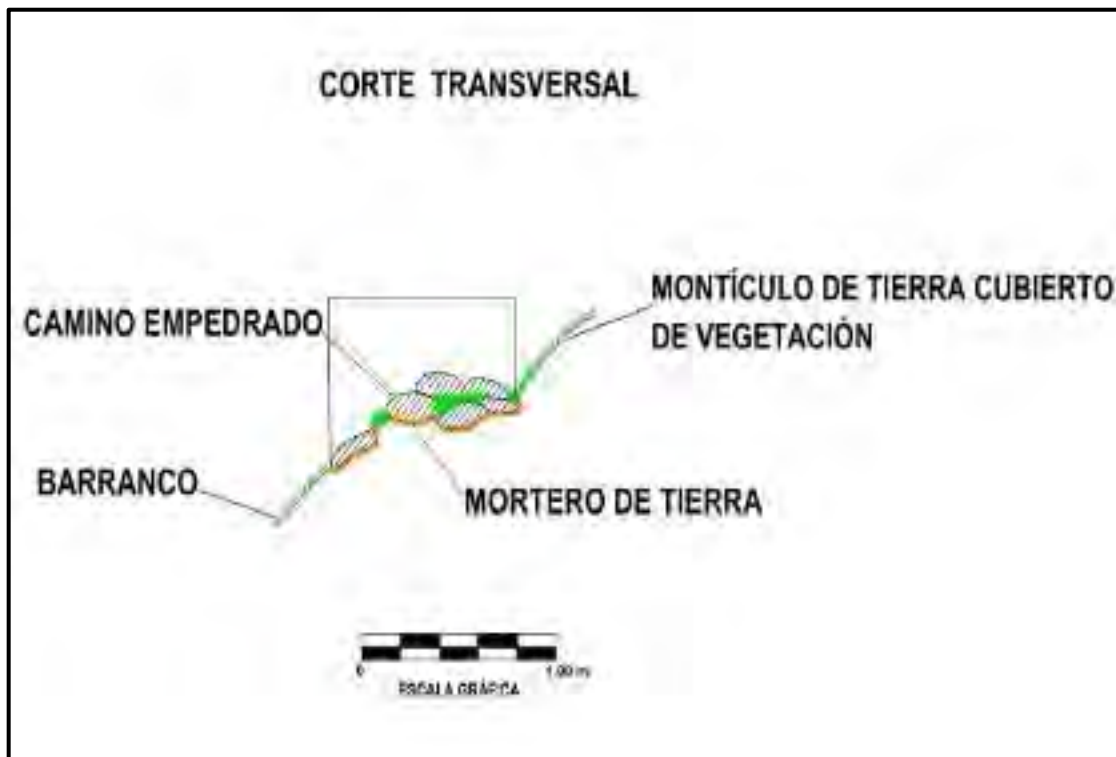 CORTE TRANSVERSAL
MONTÍCULO DE TIERRA CUBIERTO
DE VEGETACIÓN
CAMINO EMPEDRADO
BARRANCO
MORTERO DE TIERRA
0 1.00 m
ESCALA GRÁFICA